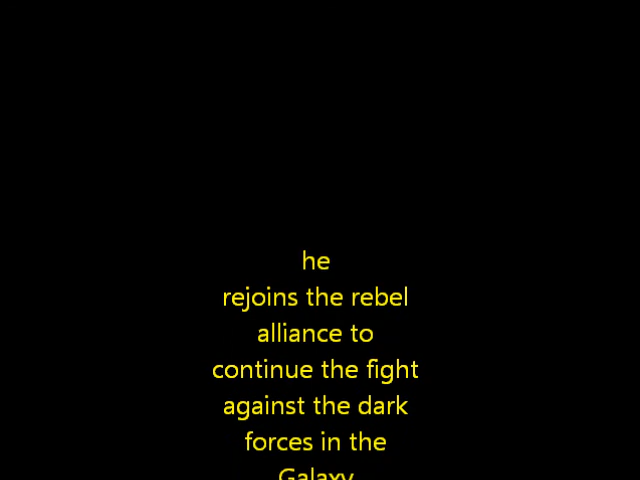 he
rejoins the rebel
alliance to
continue the fight
against the dark
forces in the
Galaxy